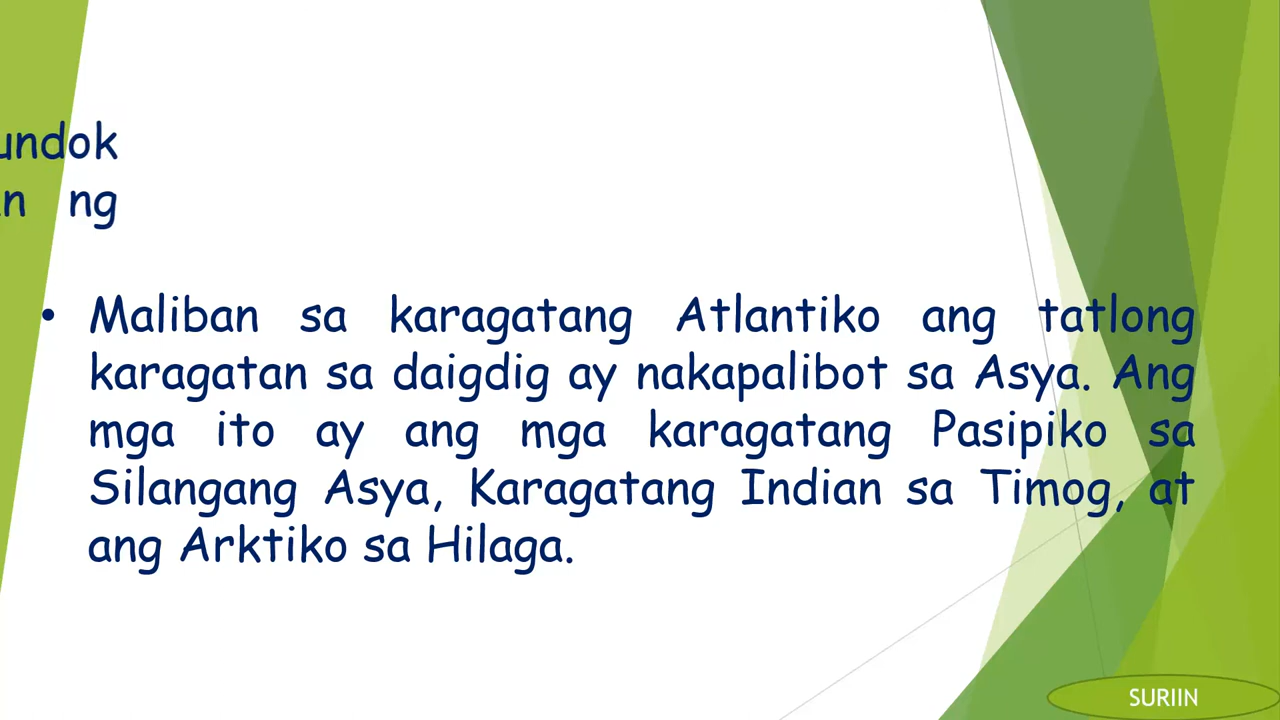 ng
• Maliban sa karagatang Atlantiko ang tatlong
karagatan sa daigdig ay nakapalibot sa Asya. Ang
mga ito ay ang mga karagatang Pasipiko sa
Silangang Asya, Karagatang Indian sa Timog, at
ang Arktiko sa Hilaga.
SURIIN